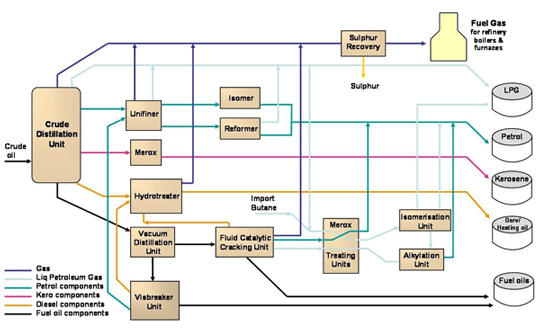 Fuel Gas
for refinery
boilers &
furnaces
Sulphur
Recovery
Sulphur
LPG
Crude
Distillation
Unit
Unifiner
Isomer
Reformer
Petrol
Crude
oil
Merox
Kerosene
Hydrotreater
Import
Butane
Derv/
Heating oil
Vacuum
Distillation
Unit
Fluid Catalytic
Cracking Unit
Merox
Treating
Units
Isomerisation
Unit
Alkylation
Unit
Fuel oils
Visbreaker
Unit
Gas
Liq Petroleum Gas
Petrol components
Kero components
Diesel components
Fuel oil components